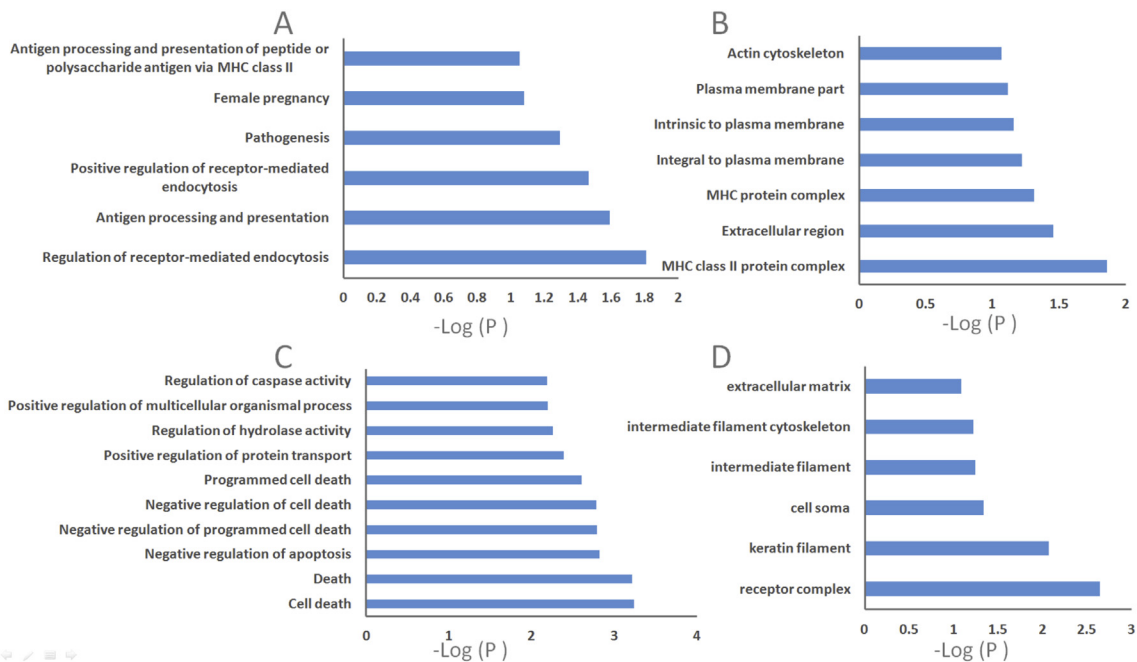 A
Antigen processing and presentation of peptide or
polysaccharide antigen via MHC class II
Female pregnancy
Pathogenesis
Positive regulation of receptor-mediated
endocytosis
Antigen processing and presentation
Regulation of receptor-mediated endocytosis
0 0.2 0.4 0.6 0.8 1 1.2 1.4 1.6 1.8 2
-Log (P )
B
Actin cytoskeleton
Plasma membrane part
Intrinsic to plasma membrane
Integral to plasma membrane
MHC protein complex
Extracellular region
MHC class II protein complex
0 0.5 1 1.5 2
-Log (P )
C
Regulation of caspase activity
Positive regulation of multicellular organismal process
Regulation of hydrolase activity
Positive regulation of protein transport
Programmed cell death
Negative regulation of cell death
Negative regulation of programmed cell death
Negative regulation of apoptosis
Death
Cell death
0 1 2 3 4
-Log (P )
D
extracellular matrix
intermediate filament cytoskeleton
intermediate filament
cell soma
keratin filament
receptor complex
0 0.5 1 1.5 2 2.5 3
-Log (P )